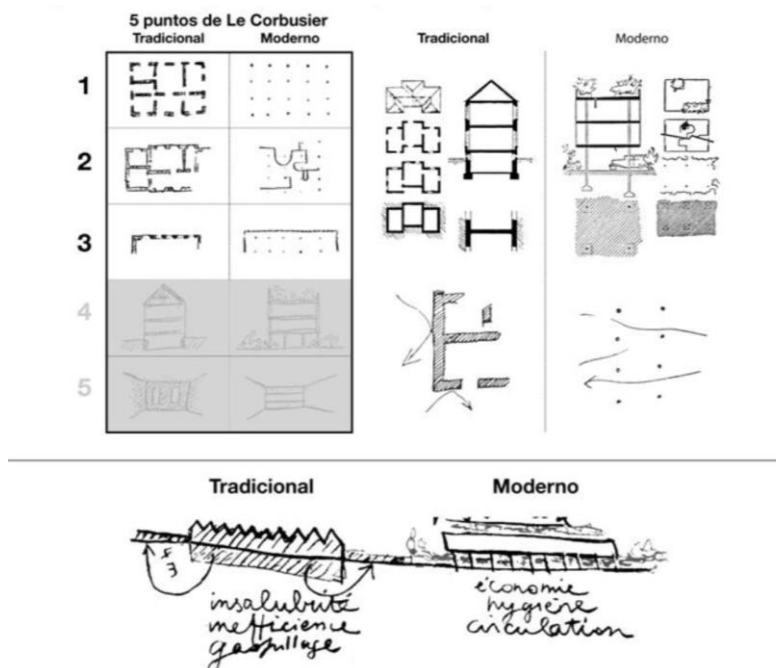 5 puntos de Le Corbusier
Tradicional Moderno
Tradicional
Moderno
1
2
3
4
5
Tradicional
Moderno
insalubrité
inefficience
gaspillage
économie
hygiène
circulation